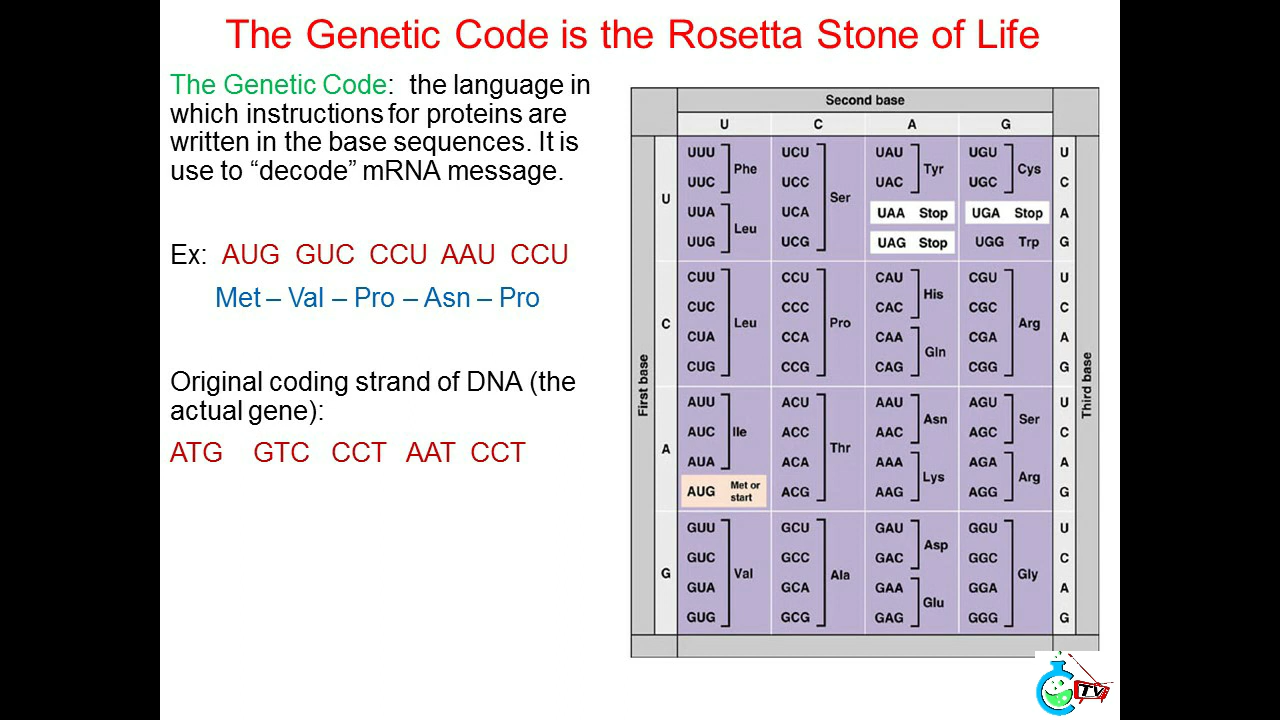 The Genetic Code is the Rosetta Stone of Life
The Genetic Code:  the language in
which instructions for proteins are
written in the base sequences. It is
use to “decode” mRNA message.
Ex:  AUG  GUC  CCU  AAU  CCU
Met – Val – Pro – Asn – Pro
Original coding strand of DNA (the
actual gene):
ATG    GTC   CCT   AAT  CCT
Second base
U C A G
First base
Third base
U
UUU UCU UAU UGU U
Phe Tyr Cys
UUC UCC UAC UGC C
Ser
UUA UCA UAA Stop UGA Stop A
Leu
UUG UCG UAG Stop UGG Trp G
C
CUU CCU CAU CGU U
His
CUC CCC CAC CGC C
Leu Pro Arg
CUA CCA CAA CGA A
Gln
CUG CCG CAG CGG G
A
AUU ACU AAU AGU U
Asn Ser
AUC Ile ACC AAC AGC C
Thr
AUA ACA AAA AGA A
Lys Arg
AUG Met or start ACG AAG AGG G
G
GUU GCU GAU GGU U
Asp
GUC GCC GAC GGC C
Val Ala Gly
GUA GCA GAA GGA A
Glu
GUG GCG GAG GGG G
TV